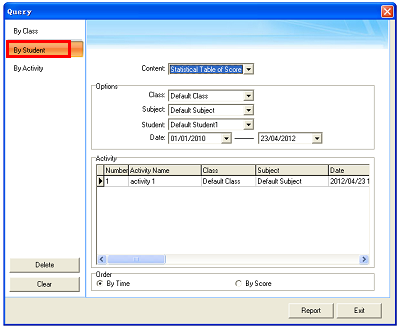 Query
By Class
By Student
By Activity
Content: Statistical Table of Score
Options
Class: Default Class
Subject: Default Subject
Student: Default Student1
Date: 01/01/2010 23/04/2012
Activity
Number Activity Name Class Subject Date
1 activity 1 Default Class Default Subject 2012/04/23 1
Order
By Time By Score
Delete
Clear
Report Exit